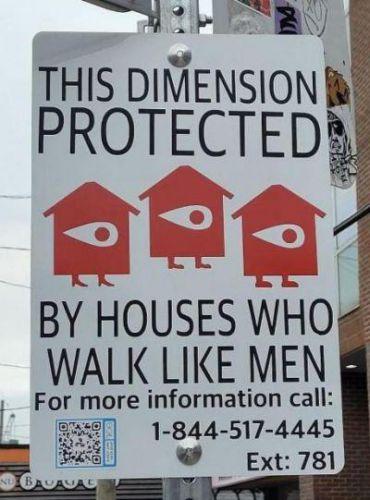 THIS DIMENSION
PROTECTED
BY HOUSES WHO
WALK LIKE MEN
For more information call:
1-844-517-4445
Ext: 781